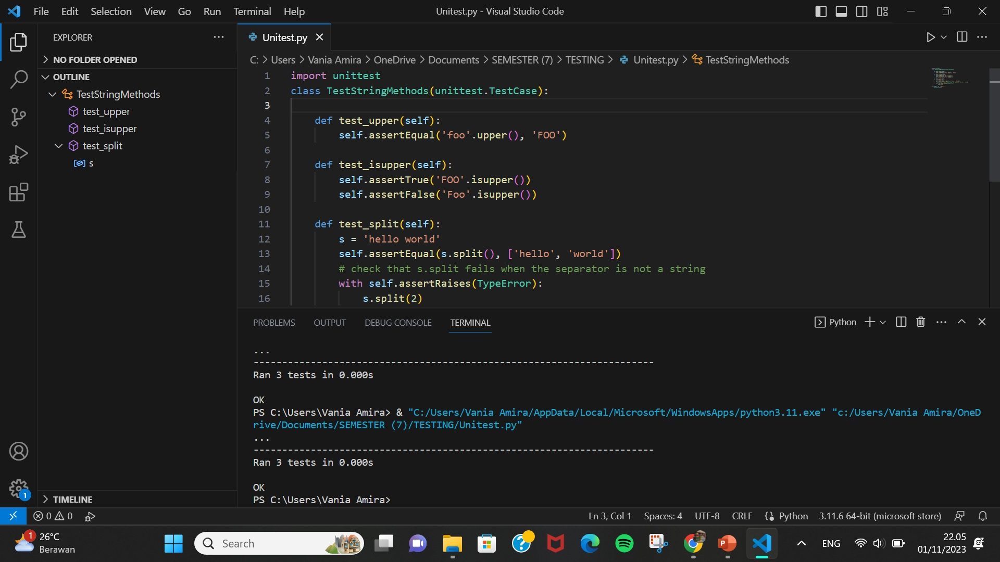 File Edit Selection View Go Run Terminal Help
Unitest.py - Visual Studio Code
EXPLORER
NO FOLDER OPENED
OUTLINE
TestStringMethods
test_upper
test_isupper
test_split
s
TIMELINE
Unitest.py
C: > Users > Vania Amira > OneDrive > Documents > SEMESTER (7) > TESTING > Unitest.py > TestStringMethods
1 import unittest
2 class TestStringMethods(unittest.TestCase):
3
4 def test_upper(self):
5 self.assertEqual('foo'.upper(), 'FOO')
6
7 def test_isupper(self):
8 self.assertTrue('FOO'.isupper())
9 self.assertFalse('Foo'.isupper())
10
11 def test_split(self):
12 s = 'hello world'
13 self.assertEqual(s.split(), ['hello', 'world'])
14 # check that s.split fails when the separator is not a string
15 with self.assertRaises(TypeError):
16 s.split(2)
PROBLEMS OUTPUT DEBUG CONSOLE TERMINAL
Python
...
----------------------------------------------------------------------
Ran 3 tests in 0.000s
OK
PS C:\Users\Vania Amira> & "C:/Users/Vania Amira/AppData/Local/Microsoft/WindowsApps/python3.11.exe" "c:/Users/Vania Amira/OneD
rive/Documents/SEMESTER (7)/TESTING/Unitest.py"
...
----------------------------------------------------------------------
Ran 3 tests in 0.000s
OK
PS C:\Users\Vania Amira>
1
0 0
Ln 3, Col 1 Spaces: 4 UTF-8 CRLF Python 3.11.6 64-bit (microsoft store)
1
26°C
Berawan
Search
ENG
22.05
01/11/2023